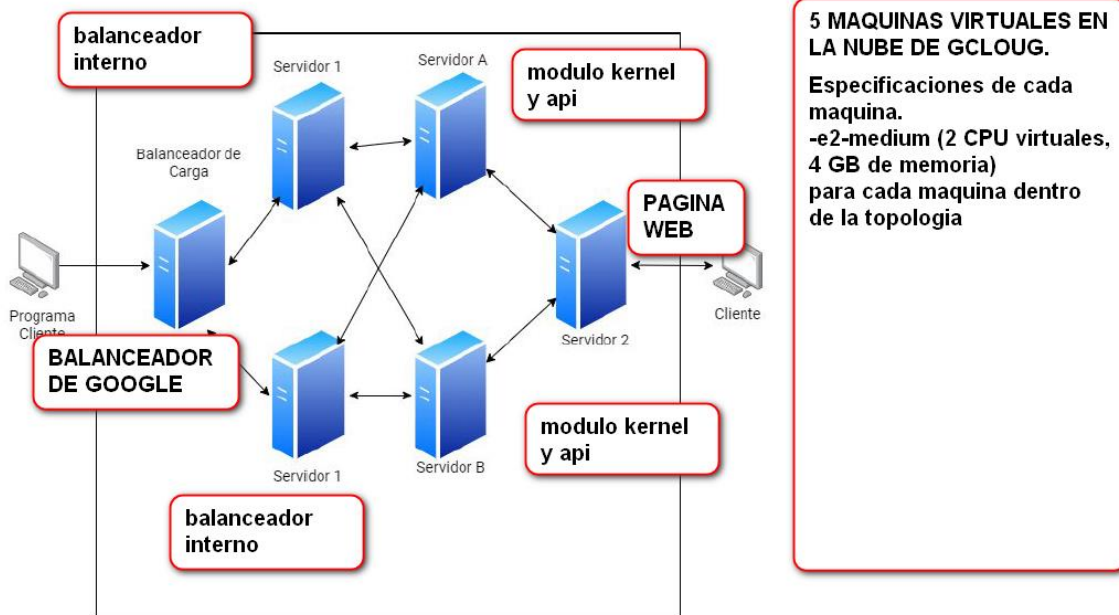 balanceador
interno
Servidor 1
Servidor A
modulo kernel
y api
Balanceador de
Carga
PAGINA
WEB
Programa
Cliente
Cliente
Servidor 2
BALANCEADOR
DE GOOGLE
Servidor 1
Servidor B
modulo kernel
y api
balanceador
interno
5 MAQUINAS VIRTUALES EN
LA NUBE DE GCLOUG.
Especificaciones de cada
maquina.
-e2-medium (2 CPU virtuales,
4 GB de memoria)
para cada maquina dentro
de la topologia